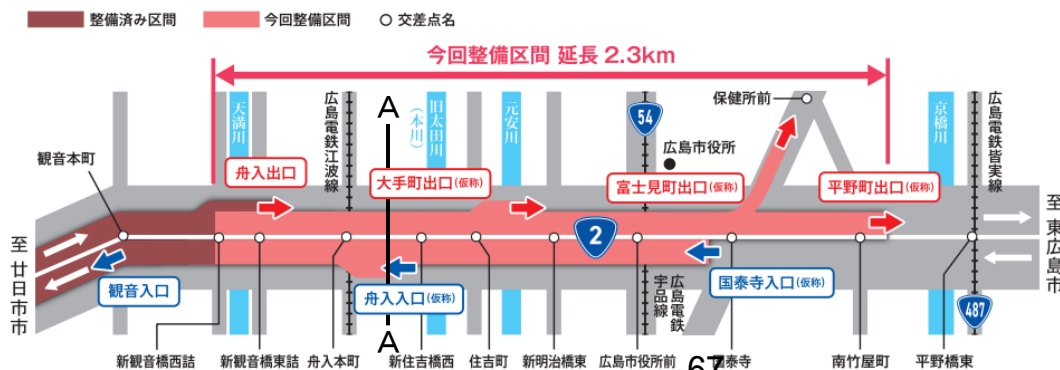 整備済み区間
今回整備区間
交差点名
今回整備区間 延長 2.3km
天満川
広島電鉄江波線
A
旧太田川
(本川)
元安川
54
保健所前
京橋川
広島電鉄皆実線
観音本町
広島市役所
舟入出口
大手町出口(仮称)
富士見町出口(仮称)
平野町出口(仮称)
至 廿日市市
2
至 東広島市
観音入口
舟入入口(仮称)
広島電鉄
宇品線
国泰寺入口(仮称)
487
A
新観音橋西詰
新観音橋東詰
舟入本町
新住吉橋西
住吉町
新明治橋東
広島市役所前
67
国泰寺
南竹屋町
平野橋東